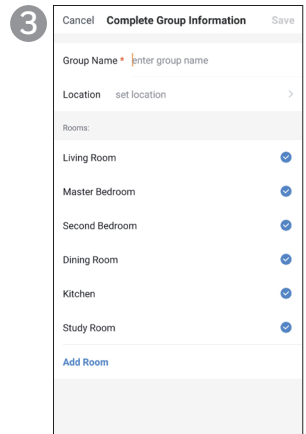 3
Cancel Complete Group Information Save
Group Name * enter group name
Location set location >
Rooms:
Living Room
Master Bedroom
Second Bedroom
Dining Room
Kitchen
Study Room
Add Room